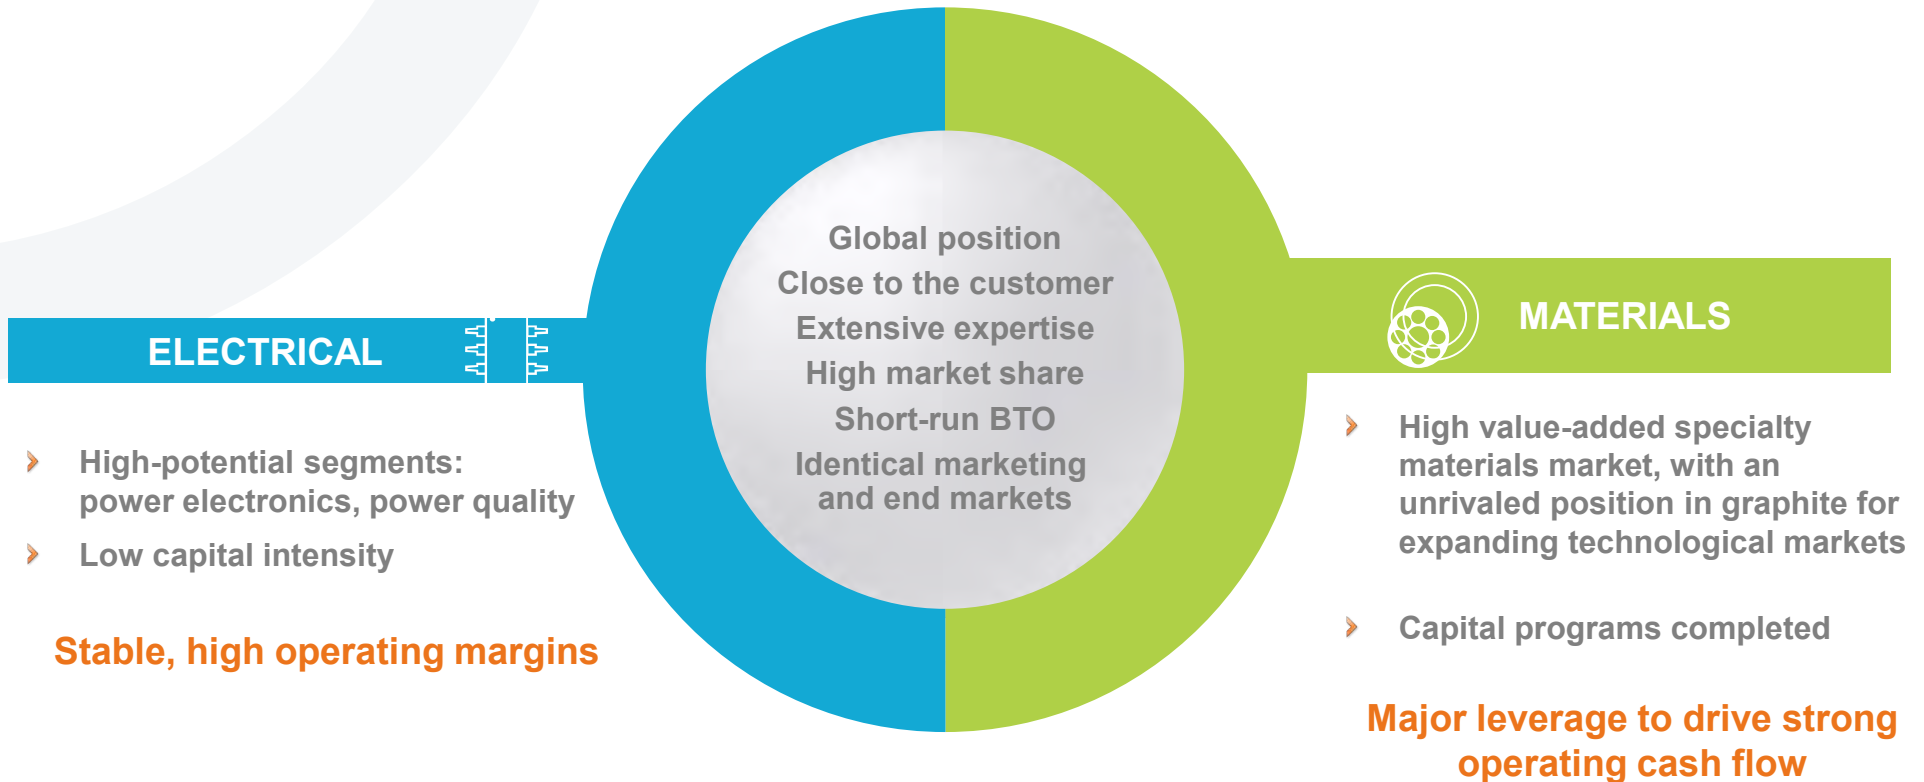 ELECTRICAL
High-potential segments:
power electronics, power quality
Low capital intensity
Stable, high operating margins
Global position
Close to the customer
Extensive expertise
High market share
Short-run BTO
Identical marketing
and end markets
MATERIALS
High value-added specialty
materials market, with an
unrivaled position in graphite for
expanding technological markets
Capital programs completed
Major leverage to drive strong
operating cash flow